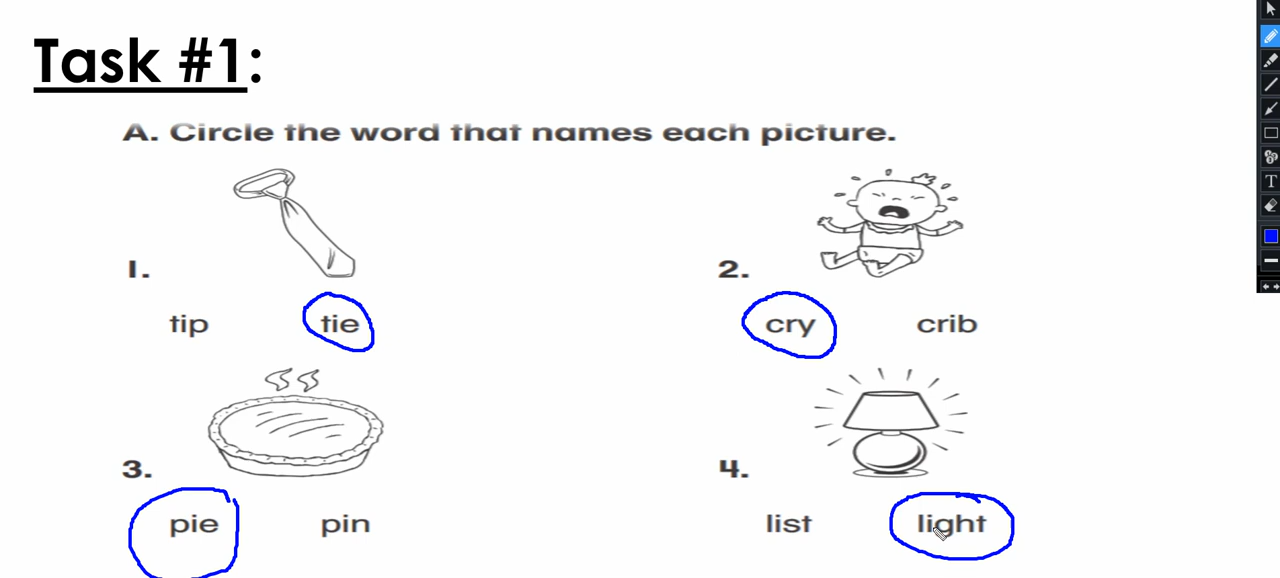 Task #1:
A. Circle the word that names each picture.
1. 2.
tip tie cry crib
3. 4.
pie pin list light
T